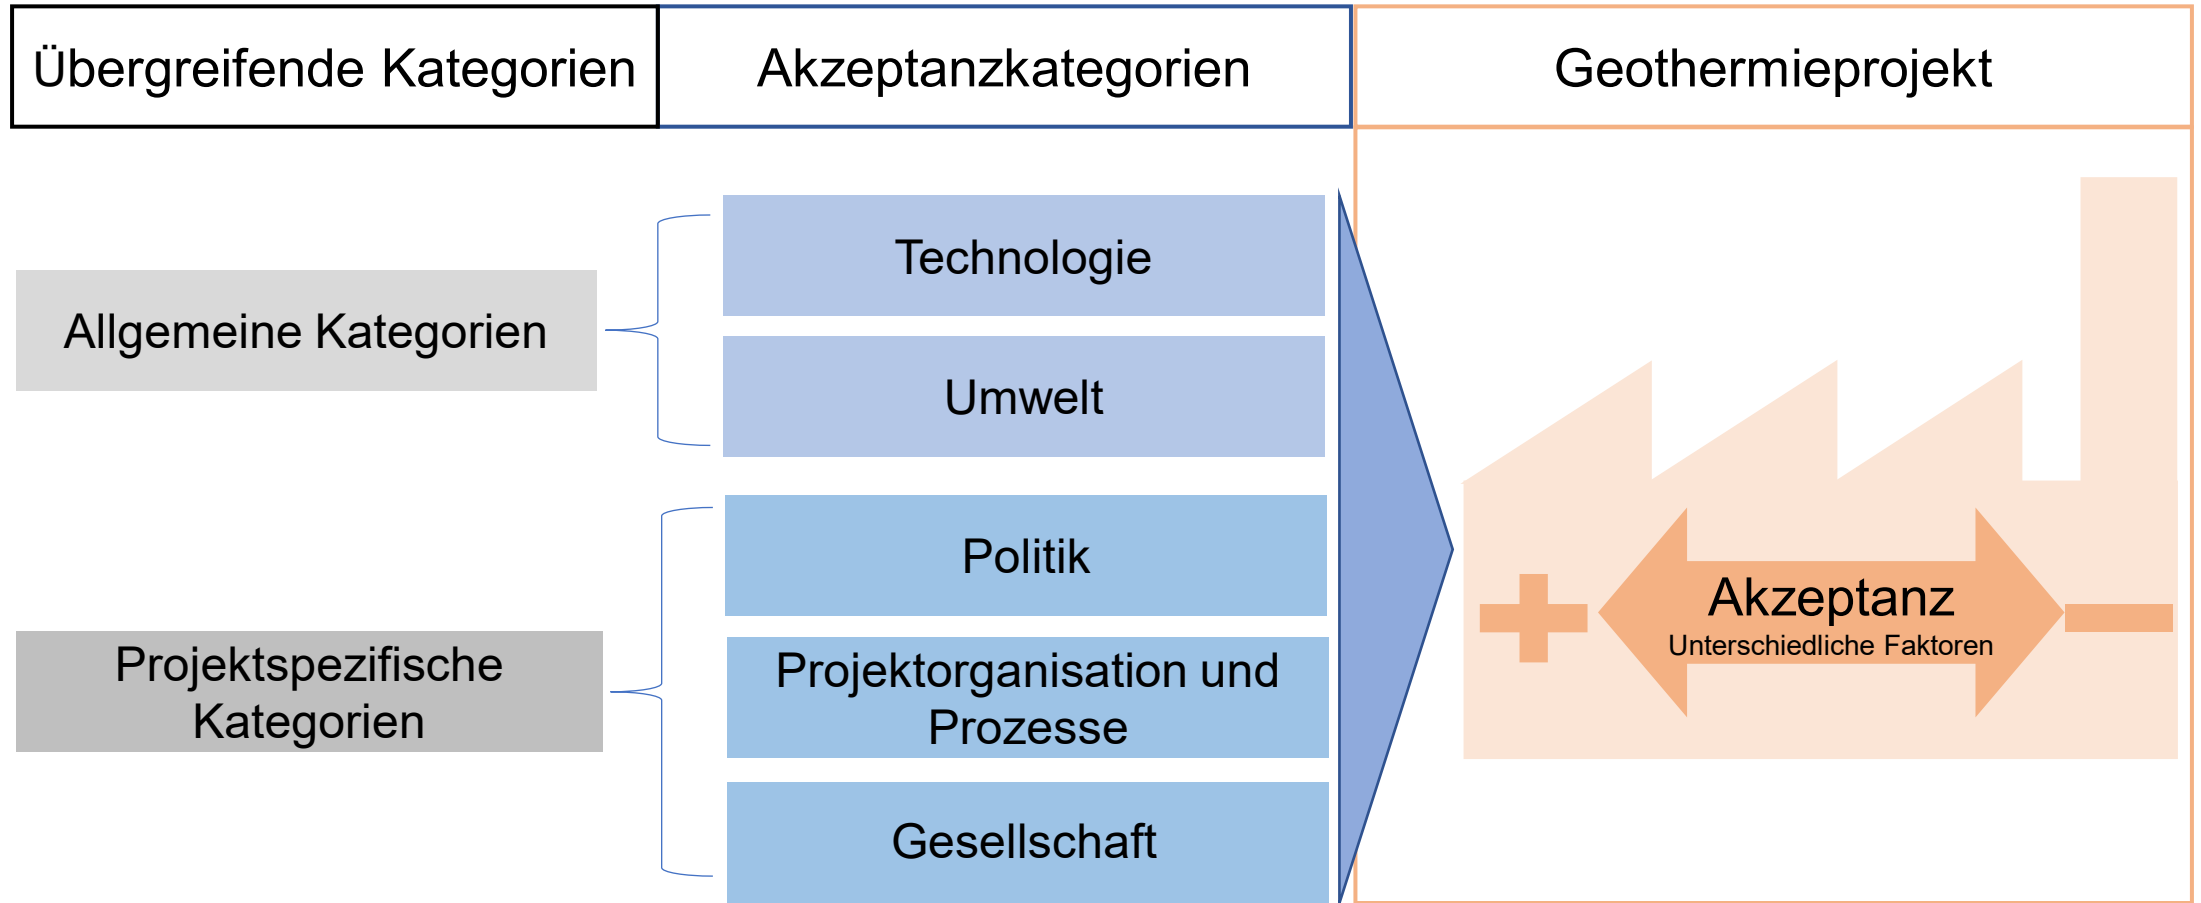 Übergreifende Kategorien
Akzeptanzkategorien
Geothermieprojekt
Allgemeine Kategorien
Technologie
Umwelt
Projektspezifische
Kategorien
Politik
Projektorganisation und
Prozesse
Gesellschaft
Akzeptanz
Unterschiedliche Faktoren